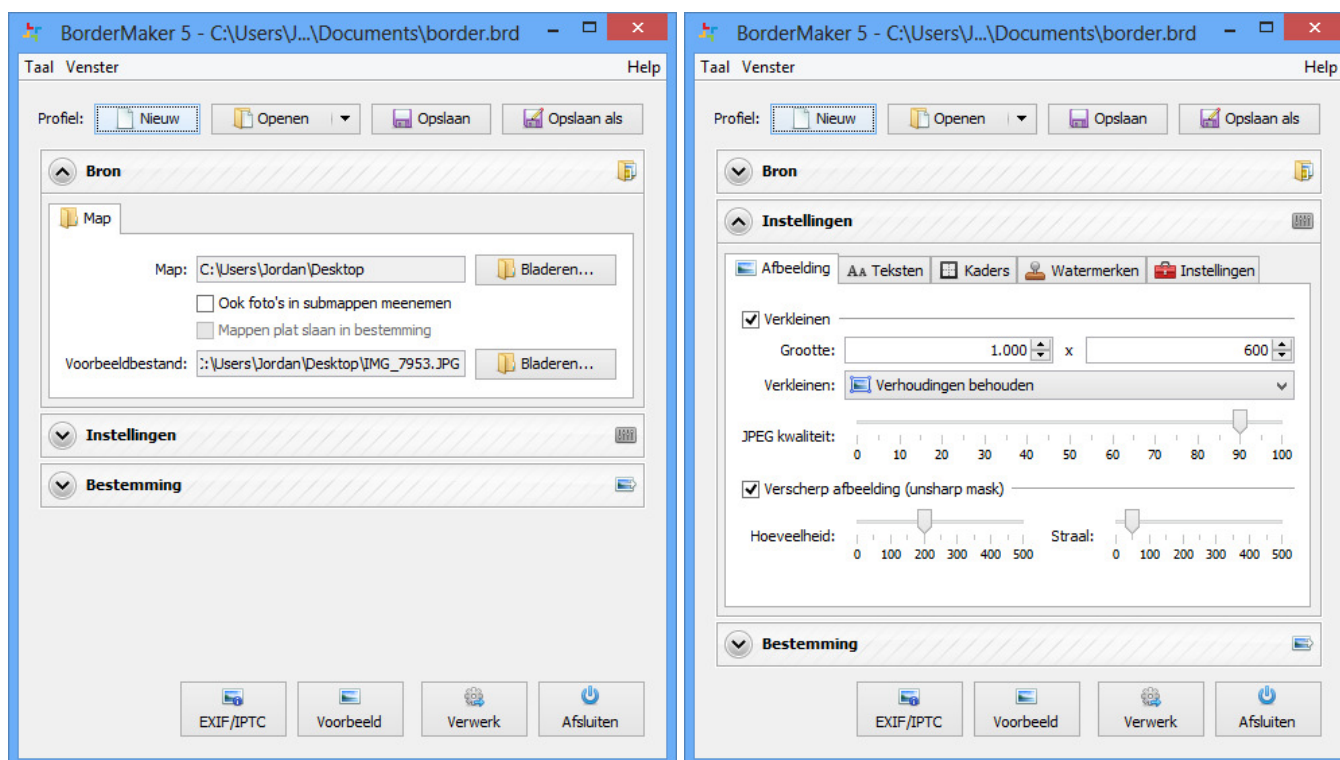 BorderMaker 5 - C:\Users\J...\Documents\border.brd
Taal Venster Help
Profiel: Nieuw Openen Opslaan Opslaan als
Bron
Map
Map: C:\Users\Jordan\Desktop Bladeren...
Ook foto's in submappen meenemen
Mappen plat slaan in bestemming
Voorbeeldbestand: :\Users\Jordan\Desktop\IMG_7953.JPG Bladeren...
Instellingen
Bestemming
EXIF/IPTC Voorbeeld Verwerk Afsluiten
BorderMaker 5 - C:\Users\J...\Documents\border.brd
Taal Venster Help
Profiel: Nieuw Openen Opslaan Opslaan als
Bron
Instellingen
Afbeelding AA Teksten Kaders Watermerken Instellingen
Verkleinen
Grootte: 1.000 x 600
Verkleinen: Verhoudingen behouden
JPEG kwaliteit:
0 10 20 30 40 50 60 70 80 90 100
Verscherp afbeelding (unsharp mask)
Hoeveelheid: Straal:
0 100 200 300 400 500 0 100 200 300 400 500
Bestemming
EXIF/IPTC Voorbeeld Verwerk Afsluiten